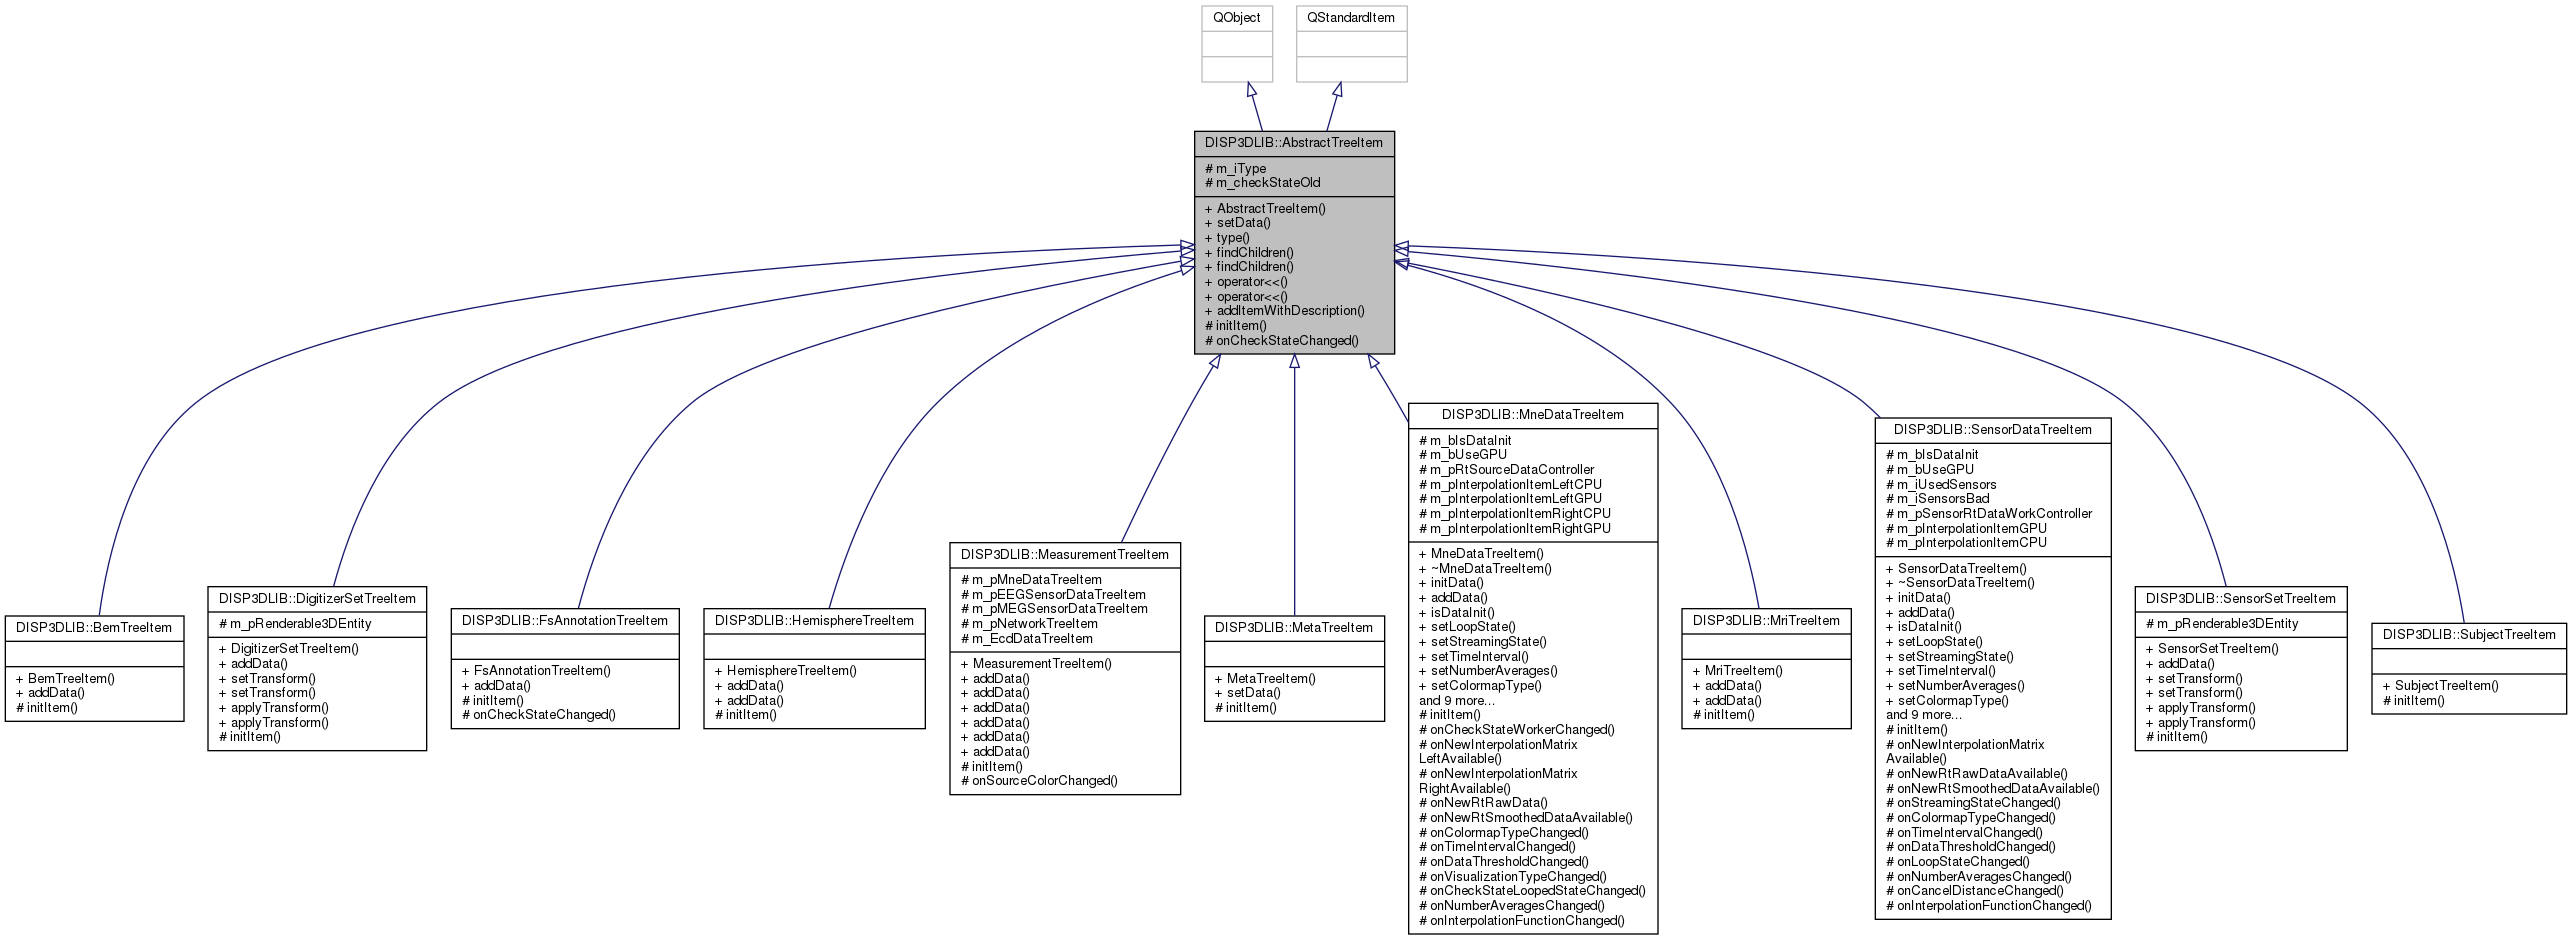 QObject
QStandardItem
DISP3DLIB::AbstractTreeItem
# m_iType
# m_checkStateOld
+ AbstractTreeItem()
+ setData()
+ type()
+ findChildren()
+ findChildren()
+ operator<<()
+ operator<<()
+ addItemWithDescription()
# initItem()
# onCheckStateChanged()
DISP3DLIB::BemTreeItem
+ BemTreeItem()
+ addData()
# initItem()
DISP3DLIB::DigitizerSetTreeItem
# m_pRenderable3DEntity
+ DigitizerSetTreeItem()
+ addData()
+ setTransform()
+ setTransform()
+ applyTransform()
+ applyTransform()
# initItem()
DISP3DLIB::FsAnnotationTreeItem
+ FsAnnotationTreeItem()
+ addData()
# initItem()
# onCheckStateChanged()
DISP3DLIB::HemisphereTreeItem
+ HemisphereTreeItem()
+ addData()
+ addData()
# initItem()
DISP3DLIB::MeasurementTreeItem
# m_pMneDataTreeItem
# m_pEEGSensorDataTreeItem
# m_pMEGSensorDataTreeItem
# m_pNetworkTreeItem
# m_EcdDataTreeItem
+ MeasurementTreeItem()
+ addData()
+ addData()
+ addData()
+ addData()
+ addData()
+ addData()
# initItem()
# onSourceColorChanged()
DISP3DLIB::MetaTreeItem
+ MetaTreeItem()
+ setData()
# initItem()
DISP3DLIB::MneDataTreeItem
# m_bIsDataInit
# m_bUseGPU
# m_pRtSourceDataController
# m_pInterpolationItemLeftCPU
# m_pInterpolationItemLeftGPU
# m_pInterpolationItemRightCPU
# m_pInterpolationItemRightGPU
+ MneDataTreeItem()
+ ~MneDataTreeItem()
+ initData()
+ addData()
+ isDataInit()
+ setLoopState()
+ setStreamingState()
+ setTimeInterval()
+ setNumberAverages()
+ setColormapType()
and 9 more...
# initItem()
# onCheckStateWorkerChanged()
# onNewInterpolationMatrix
LeftAvailable()
# onNewInterpolationMatrix
RightAvailable()
# onNewRtRawData()
# onNewRtSmoothedDataAvailable()
# onColormapTypeChanged()
# onTimeIntervalChanged()
# onDataThresholdChanged()
# onVisualizationTypeChanged()
# onCheckStateLoopedStateChanged()
# onNumberAveragesChanged()
# onInterpolationFunctionChanged()
DISP3DLIB::MriTreeItem
+ MriTreeItem()
+ addData()
+ addData()
# initItem()
DISP3DLIB::SensorDataTreeItem
# m_bIsDataInit
# m_bUseGPU
# m_iUsedSensors
# m_iSensorsBad
# m_pSensorRtDataWorkController
# m_pInterpolationItemGPU
# m_pInterpolationItemCPU
+ SensorDataTreeItem()
+ ~SensorDataTreeItem()
+ initData()
+ addData()
+ isDataInit()
+ setLoopState()
+ setStreamingState()
+ setTimeInterval()
+ setNumberAverages()
+ setColormapType()
and 9 more...
# initItem()
# onNewInterpolationMatrix
Available()
# onNewRtRawDataAvailable()
# onNewRtSmoothedDataAvailable()
# onStreamingStateChanged()
# onColormapTypeChanged()
# onTimeIntervalChanged()
# onDataThresholdChanged()
# onLoopStateChanged()
# onNumberAveragesChanged()
# onCancelDistanceChanged()
# onInterpolationFunctionChanged()
DISP3DLIB::SensorSetTreeItem
# m_pRenderable3DEntity
+ SensorSetTreeItem()
+ addData()
+ setTransform()
+ setTransform()
+ applyTransform()
+ applyTransform()
# initItem()
DISP3DLIB::SubjectTreeItem
+ SubjectTreeItem()
# initItem()